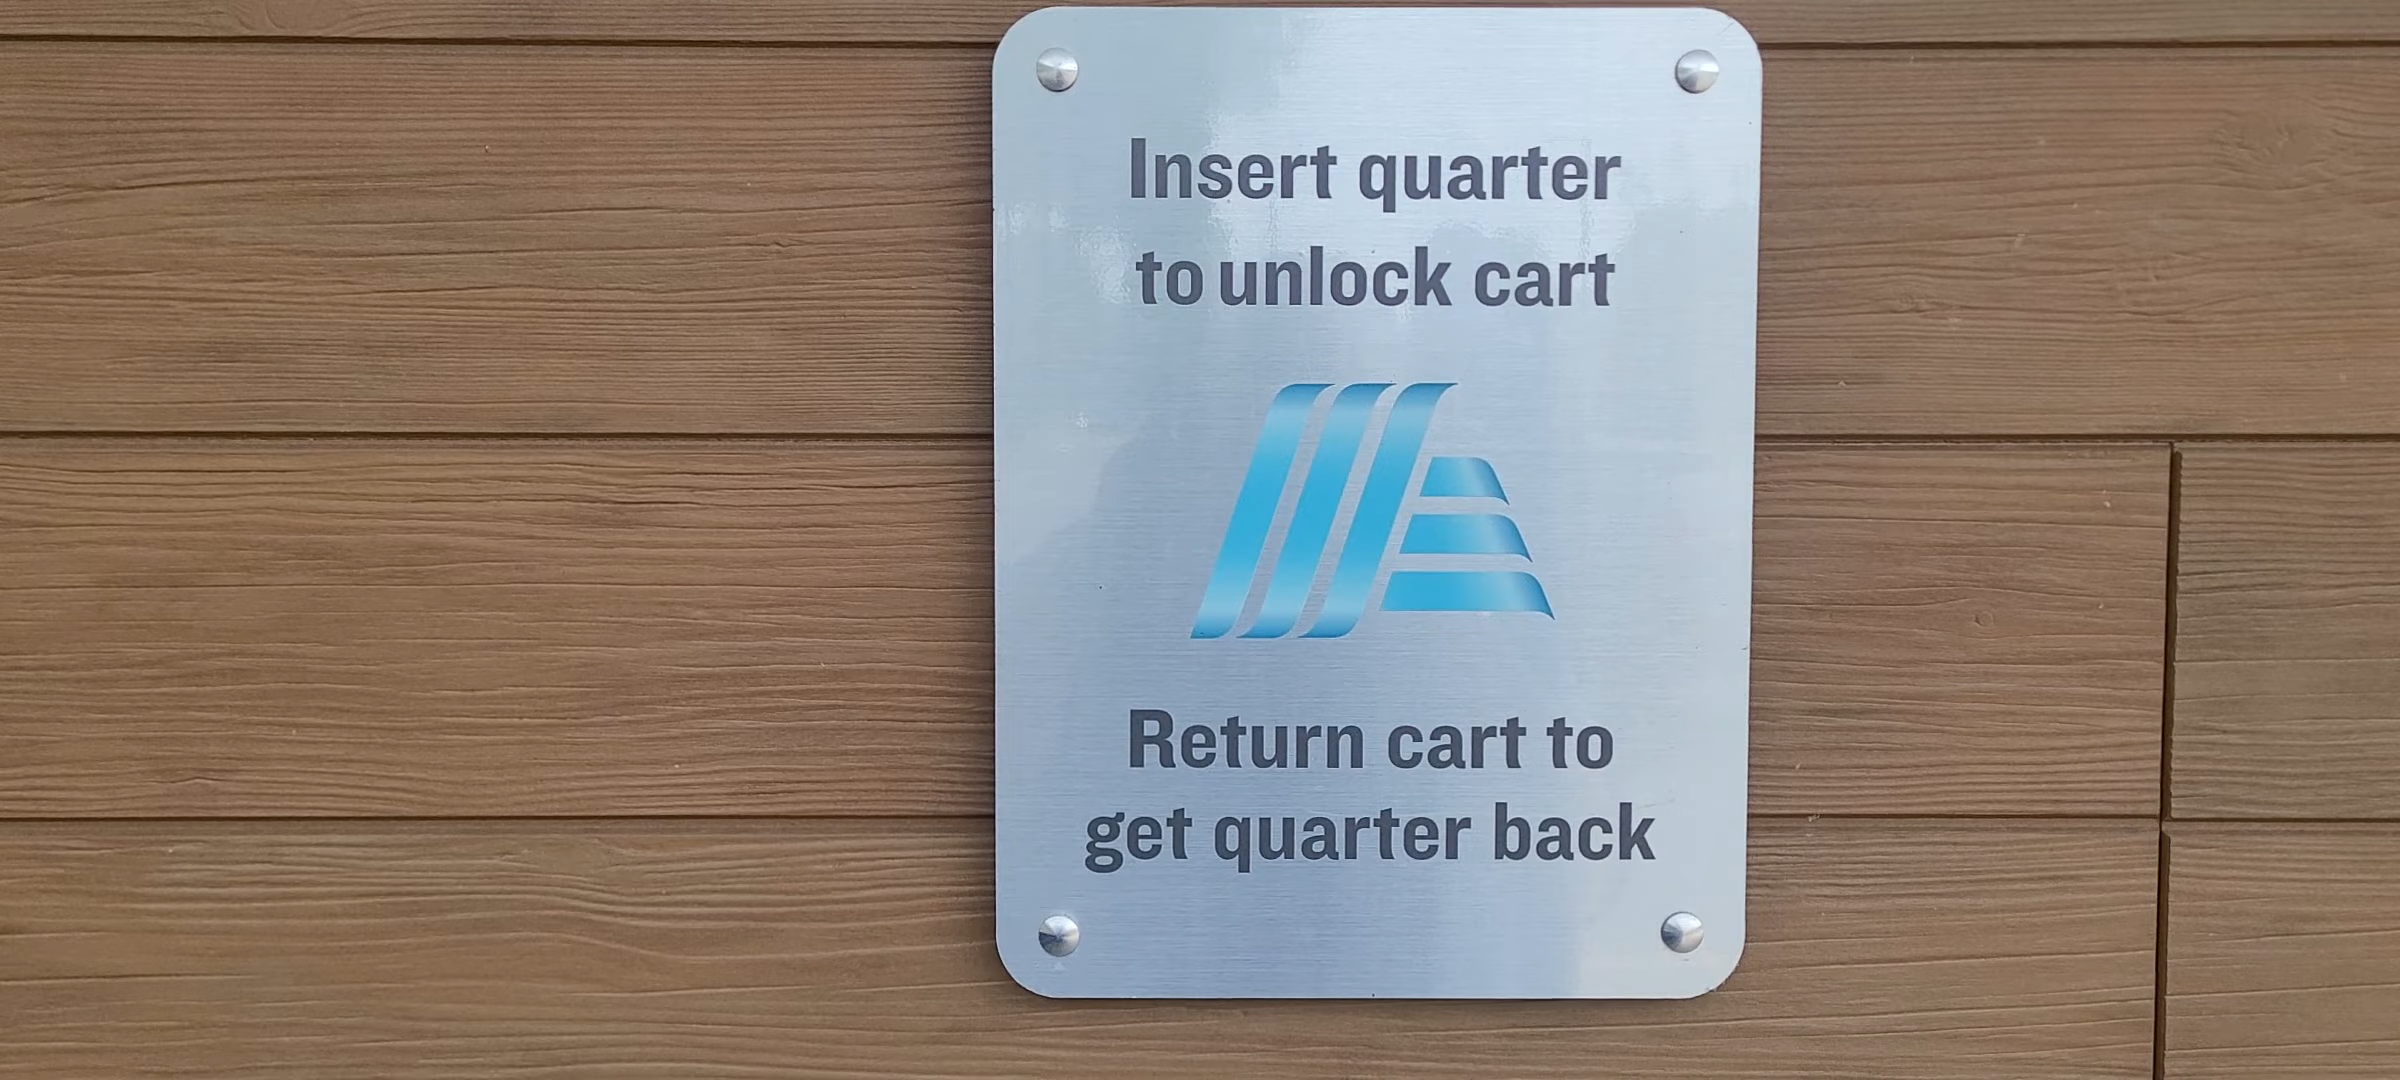 Insert quarter
to unlock cart
Return cart to
get quarter back